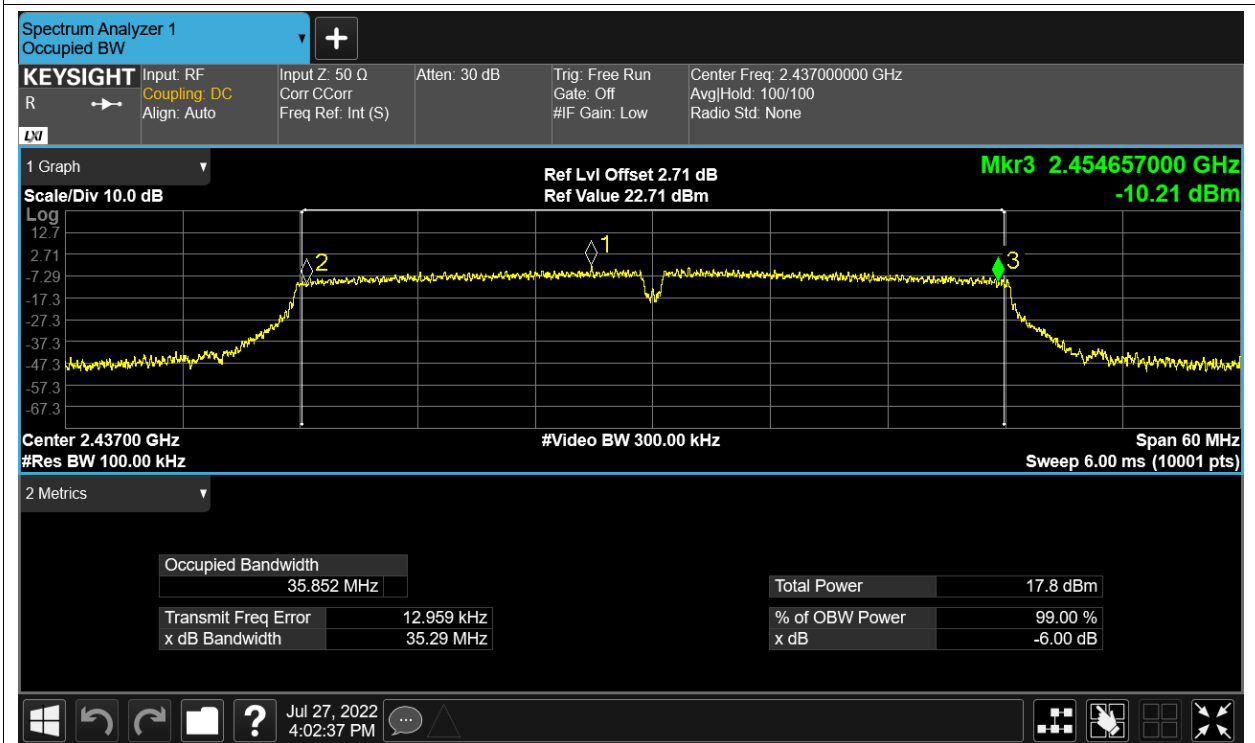 Spectrum Analyzer 1
Occupied BW
KEYSIGHT
R
LXI
Input: RF
Coupling: DC
Align: Auto
Input Z: 50 Ω
Corr CCorr
Freq Ref: Int (S)
Atten: 30 dB
Trig: Free Run
Gate: Off
#IF Gain: Low
Center Freq: 2.437000000 GHz
Avg|Hold: 100/100
Radio Std: None
1 Graph
Scale/Div 10.0 dB
Ref Lvl Offset 2.71 dB
Ref Value 22.71 dBm
Mkr3 2.454657000 GHz
-10.21 dBm
Log
12.7
2.71
-7.29
-17.3
-27.3
-37.3
-47.3
-57.3
-67.3
1
2
3
Center 2.43700 GHz
#Video BW 300.00 kHz
Span 60 MHz
#Res BW 100.00 kHz
Sweep 6.00 ms (10001 pts)
2 Metrics
Occupied Bandwidth
35.852 MHz
Total Power 17.8 dBm
Transmit Freq Error 12.959 kHz
% of OBW Power 99.00 %
x dB Bandwidth 35.29 MHz
x dB -6.00 dB
Jul 27, 2022
4:02:37 PM